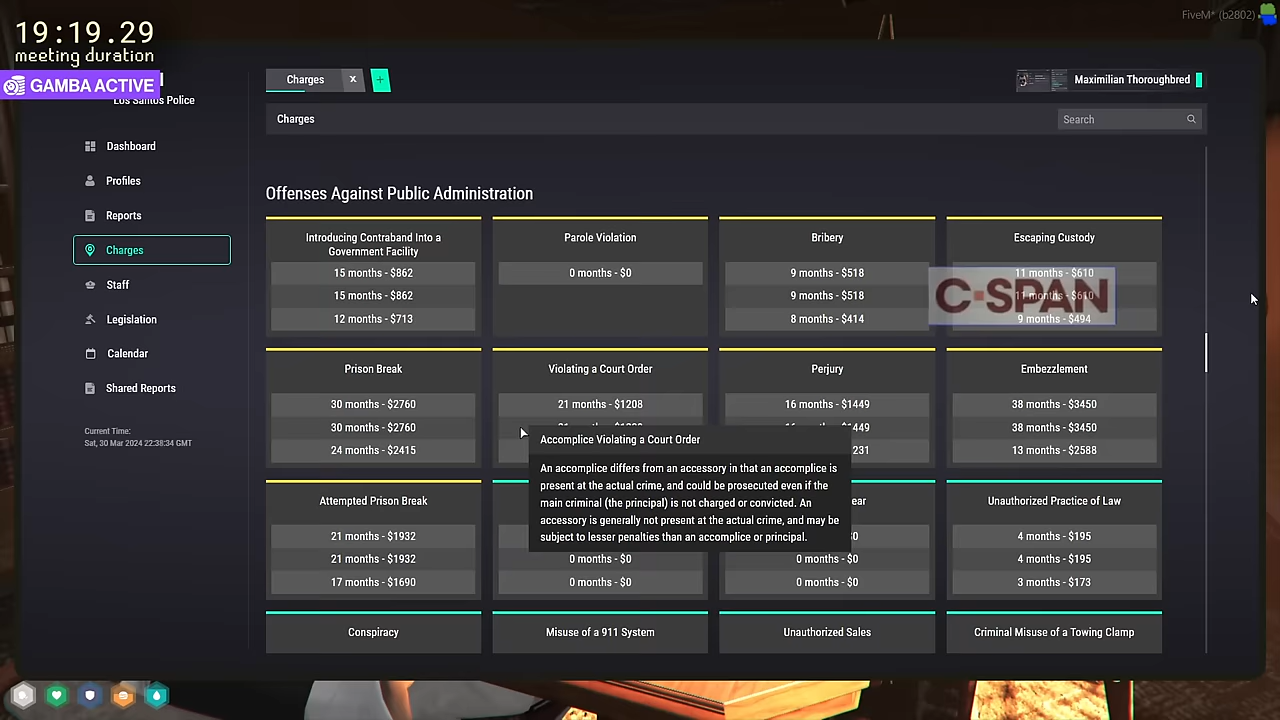 19:19.29
meeting duration
GAMBA ACTIVE
FiveM* (b2802)
Los Santos Police
Charges
x
+
Maximilian Thoroughbred
Charges
Search
Dashboard
Profiles
Reports
Charges
Staff
Legislation
Calendar
Shared Reports
Current Time:
Sat, 30 Mar 2024 22:38:34 GMT
Offenses Against Public Administration
Introducing Contraband Into a
Government Facility
15 months - $862
15 months - $862
12 months - $713
Parole Violation
0 months - $0
Bribery
9 months - $518
9 months - $518
8 months - $414
Escaping Custody
11 months - $610
11 months - $610
9 months - $494
C-SPAN
Prison Break
30 months - $2760
30 months - $2760
24 months - $2415
Violating a Court Order
21 months - $1208
Perjury
16 months - $1449
$1449
231
Embezzlement
38 months - $3450
38 months - $3450
13 months - $2588
Accomplice Violating a Court Order
An accomplice differs from an accessory in that an accomplice is
present at the actual crime, and could be prosecuted even if the
main criminal (the principal) is not charged or convicted. An
accessory is generally not present at the actual crime, and may be
subject to lesser penalties than an accomplice or principal.
Attempted Prison Break
21 months - $1932
21 months - $1932
17 months - $1690
0 months - $0
0 months - $0
0 months - $0
0 months - $0
Unauthorized Practice of Law
4 months - $195
4 months - $195
3 months - $173
Conspiracy
Misuse of a 911 System
Unauthorized Sales
Criminal Misuse of a Towing Clamp